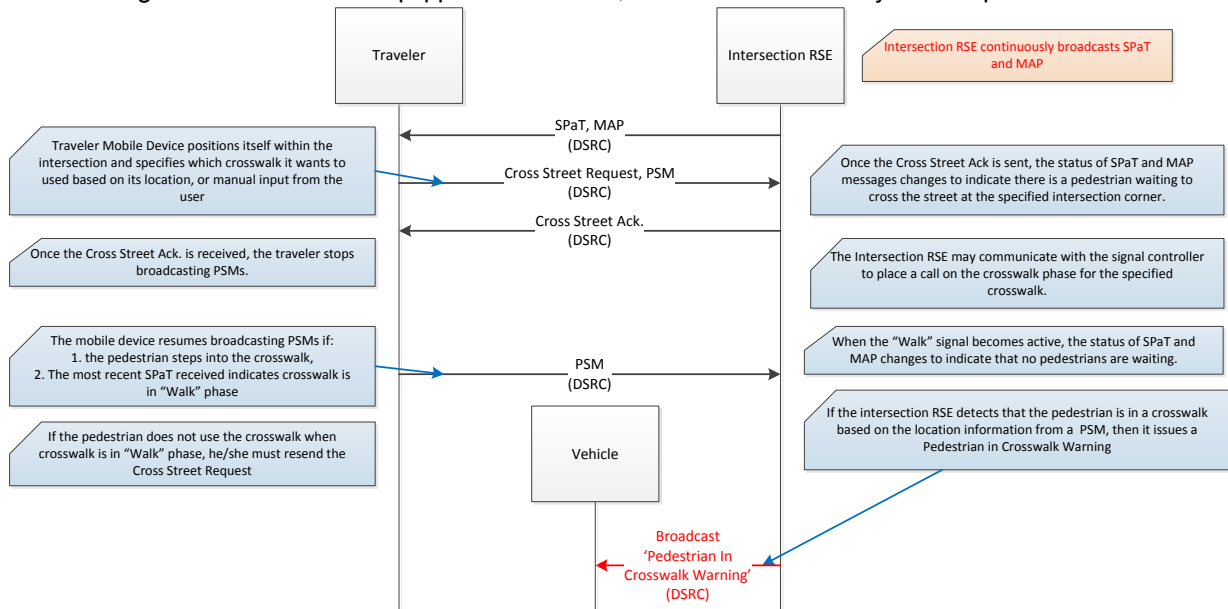 Traveler
Intersection RSE
Intersection RSE continuously broadcasts SPaT
and MAP
SPaT, MAP
(DSRC)
Traveler Mobile Device positions itself within the
intersection and specifies which crosswalk it wants to
used based on its location, or manual input from the
user
Cross Street Request, PSM
(DSRC)
Once the Cross Street Ack is sent, the status of SPaT and MAP
messages changes to indicate there is a pedestrian waiting to
cross the street at the specified intersection corner.
Cross Street Ack.
(DSRC)
Once the Cross Street Ack. is received, the traveler stops
broadcasting PSMs.
The Intersection RSE may communicate with the signal controller
to place a call on the crosswalk phase for the specified
crosswalk.
The mobile device resumes broadcasting PSMs if:
1. the pedestrian steps into the crosswalk,
2. The most recent SPaT received indicates crosswalk is
in “Walk” phase
PSM
(DSRC)
When the “Walk” signal becomes active, the status of SPaT and
MAP changes to indicate that no pedestrians are waiting.
If the pedestrian does not use the crosswalk when
crosswalk is in “Walk” phase, he/she must resend the
Cross Street Request
Vehicle
If the intersection RSE detects that the pedestrian is in a crosswalk
based on the location information from a PSM, then it issues a
Pedestrian in Crosswalk Warning
Broadcast
‘Pedestrian In
Crosswalk Warning’
(DSRC)